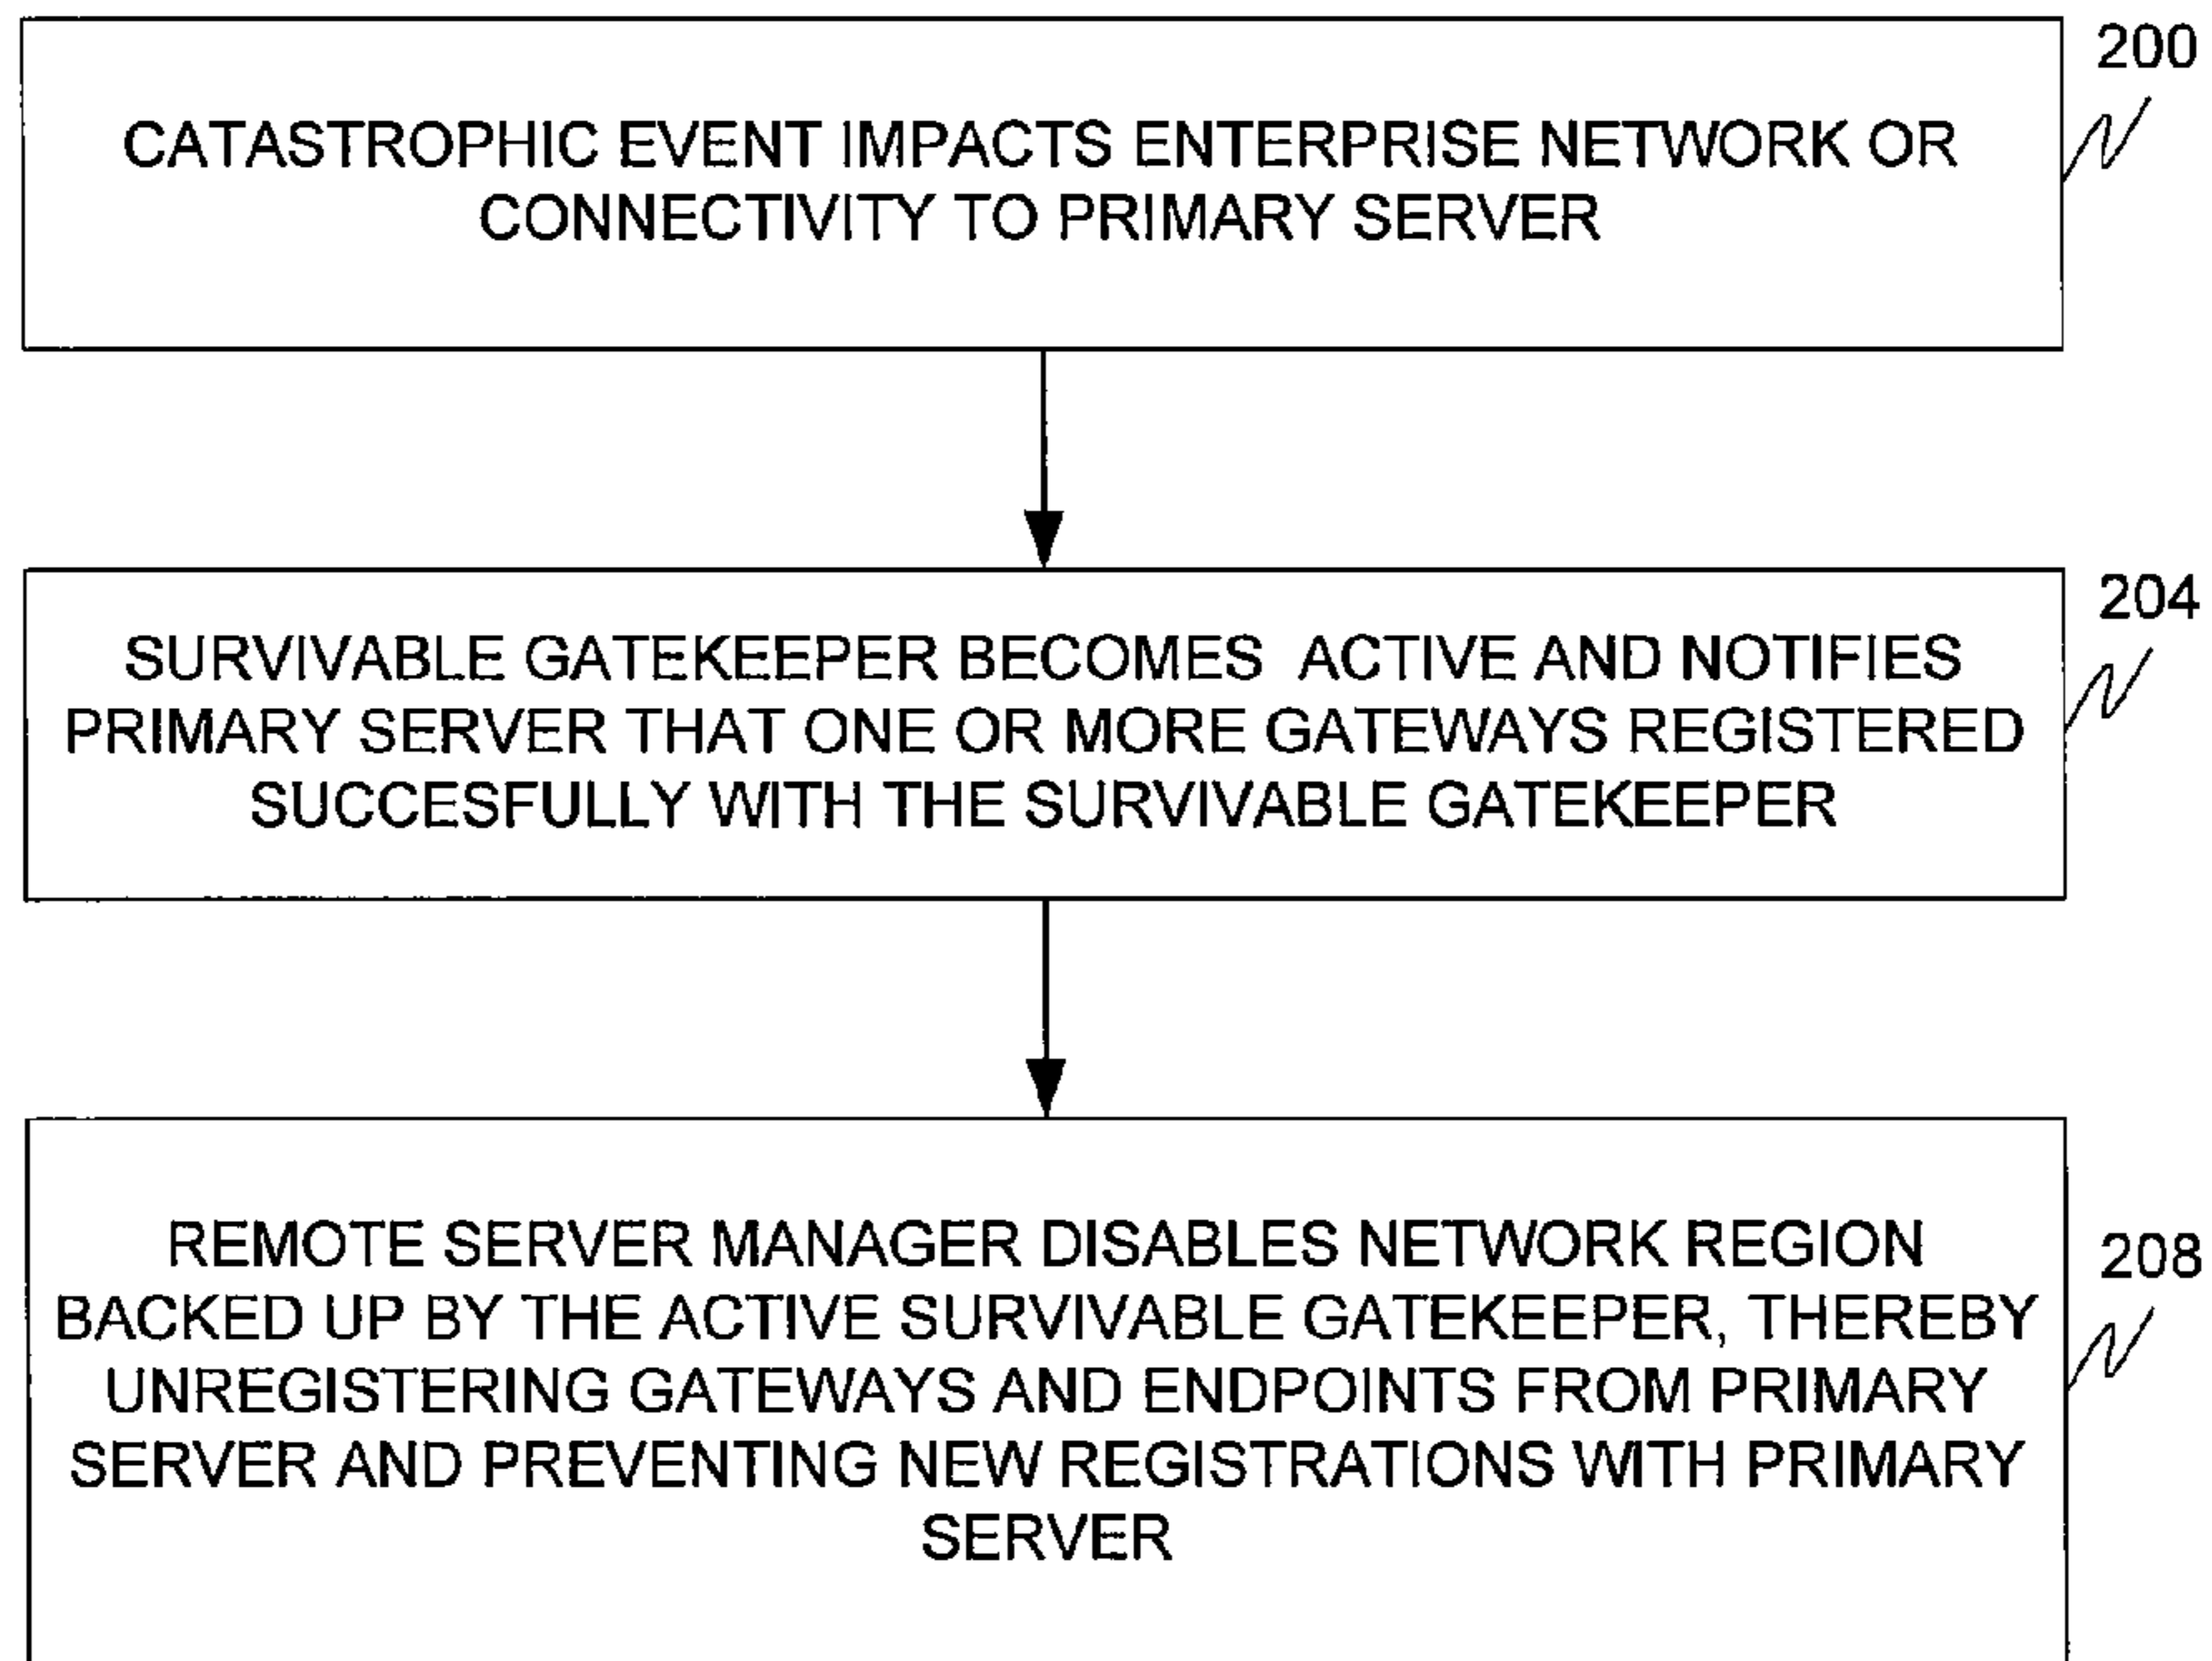 200
CATASTROPHIC EVENT IMPACTS ENTERPRISE NETWORK OR
CONNECTIVITY TO PRIMARY SERVER
204
SURVIVABLE GATEKEEPER BECOMES ACTIVE AND NOTIFIES
PRIMARY SERVER THAT ONE OR MORE GATEWAYS REGISTERED
SUCCESFULLY WITH THE SURVIVABLE GATEKEEPER
208
REMOTE SERVER MANAGER DISABLES NETWORK REGION
BACKED UP BY THE ACTIVE SURVIVABLE GATEKEEPER, THEREBY
UNREGISTERING GATEWAYS AND ENDPOINTS FROM PRIMARY
SERVER AND PREVENTING NEW REGISTRATIONS WITH PRIMARY
SERVER